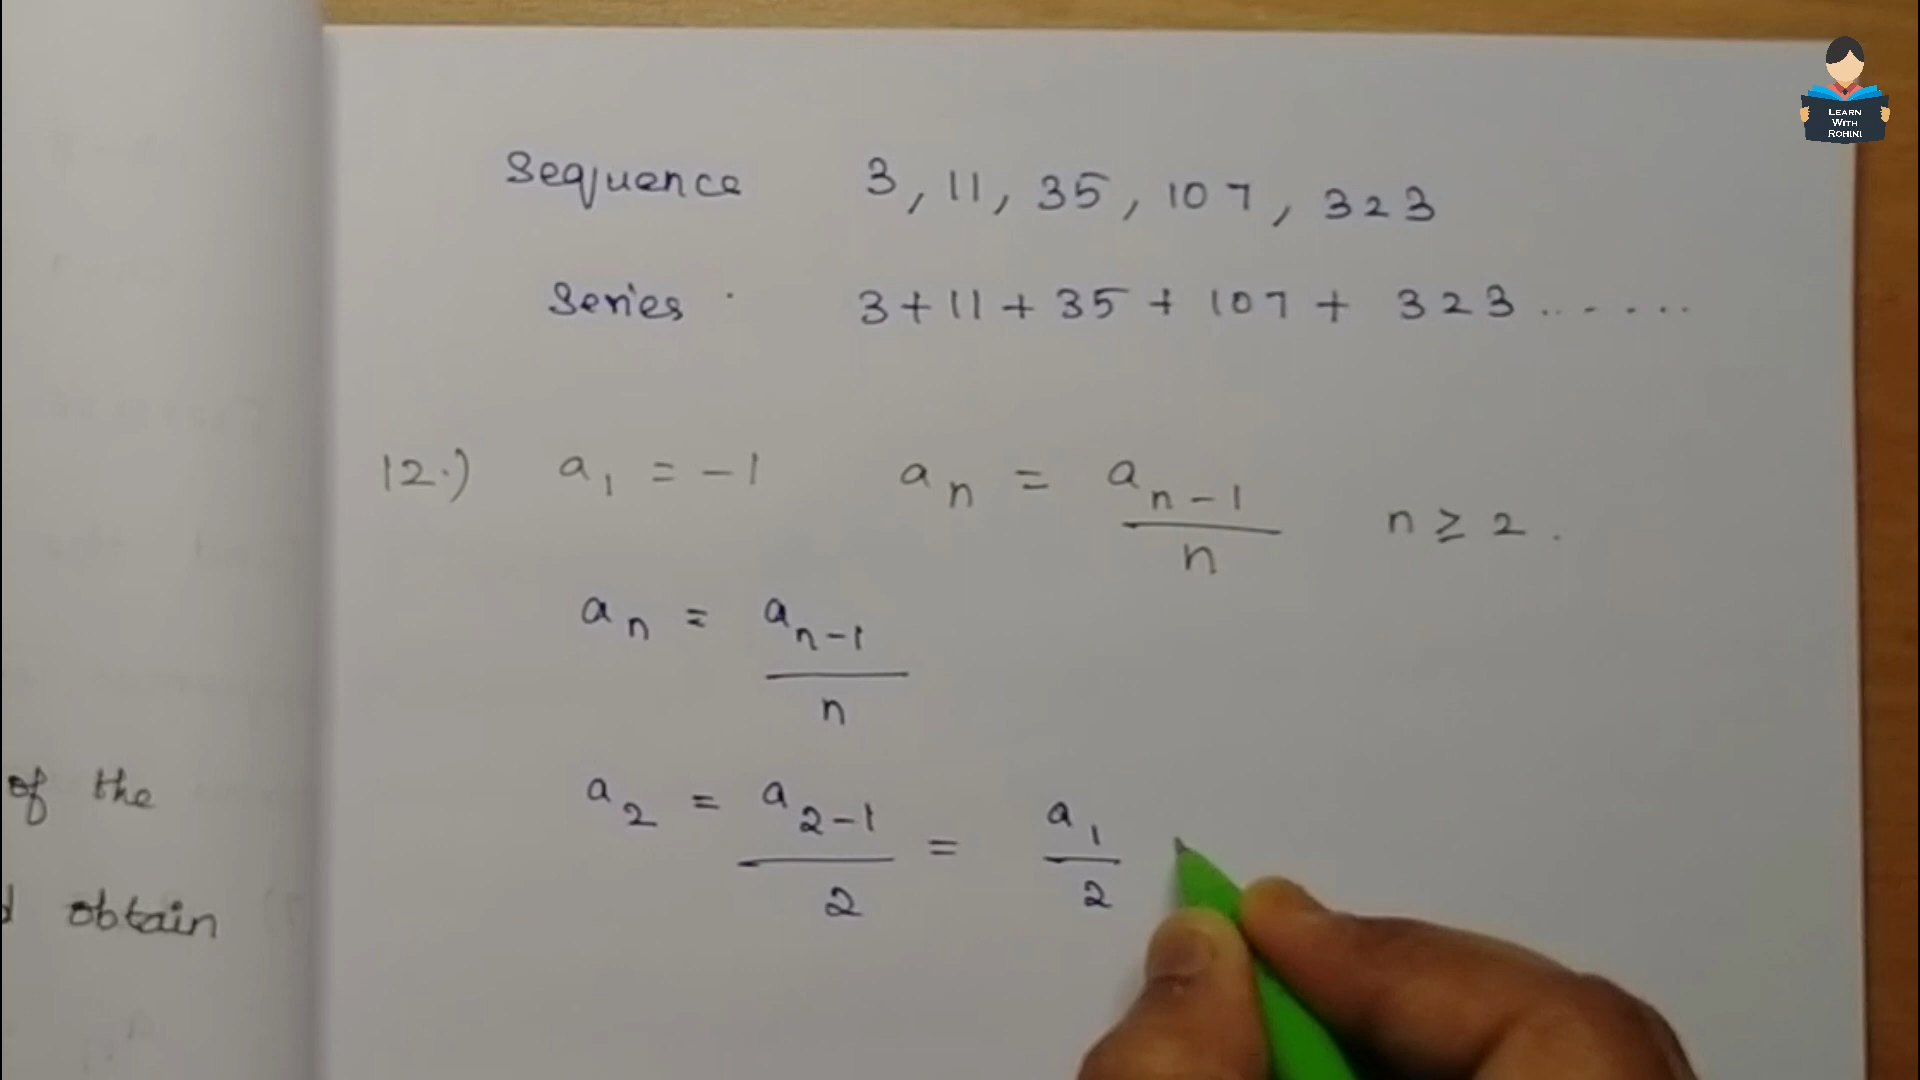 LEARN
WITH
ROHINI
Sequence 3, 11, 35, 107, 323
Series 3 + 11 + 35 + 107 + 323 ......
12.) a₁ = -1 aₙ = aₙ₋₁ / n n ≥ 2.
aₙ = aₙ₋₁ / n
a₂ = a₂₋₁ / 2 = a₁ / 2
of the
obtain